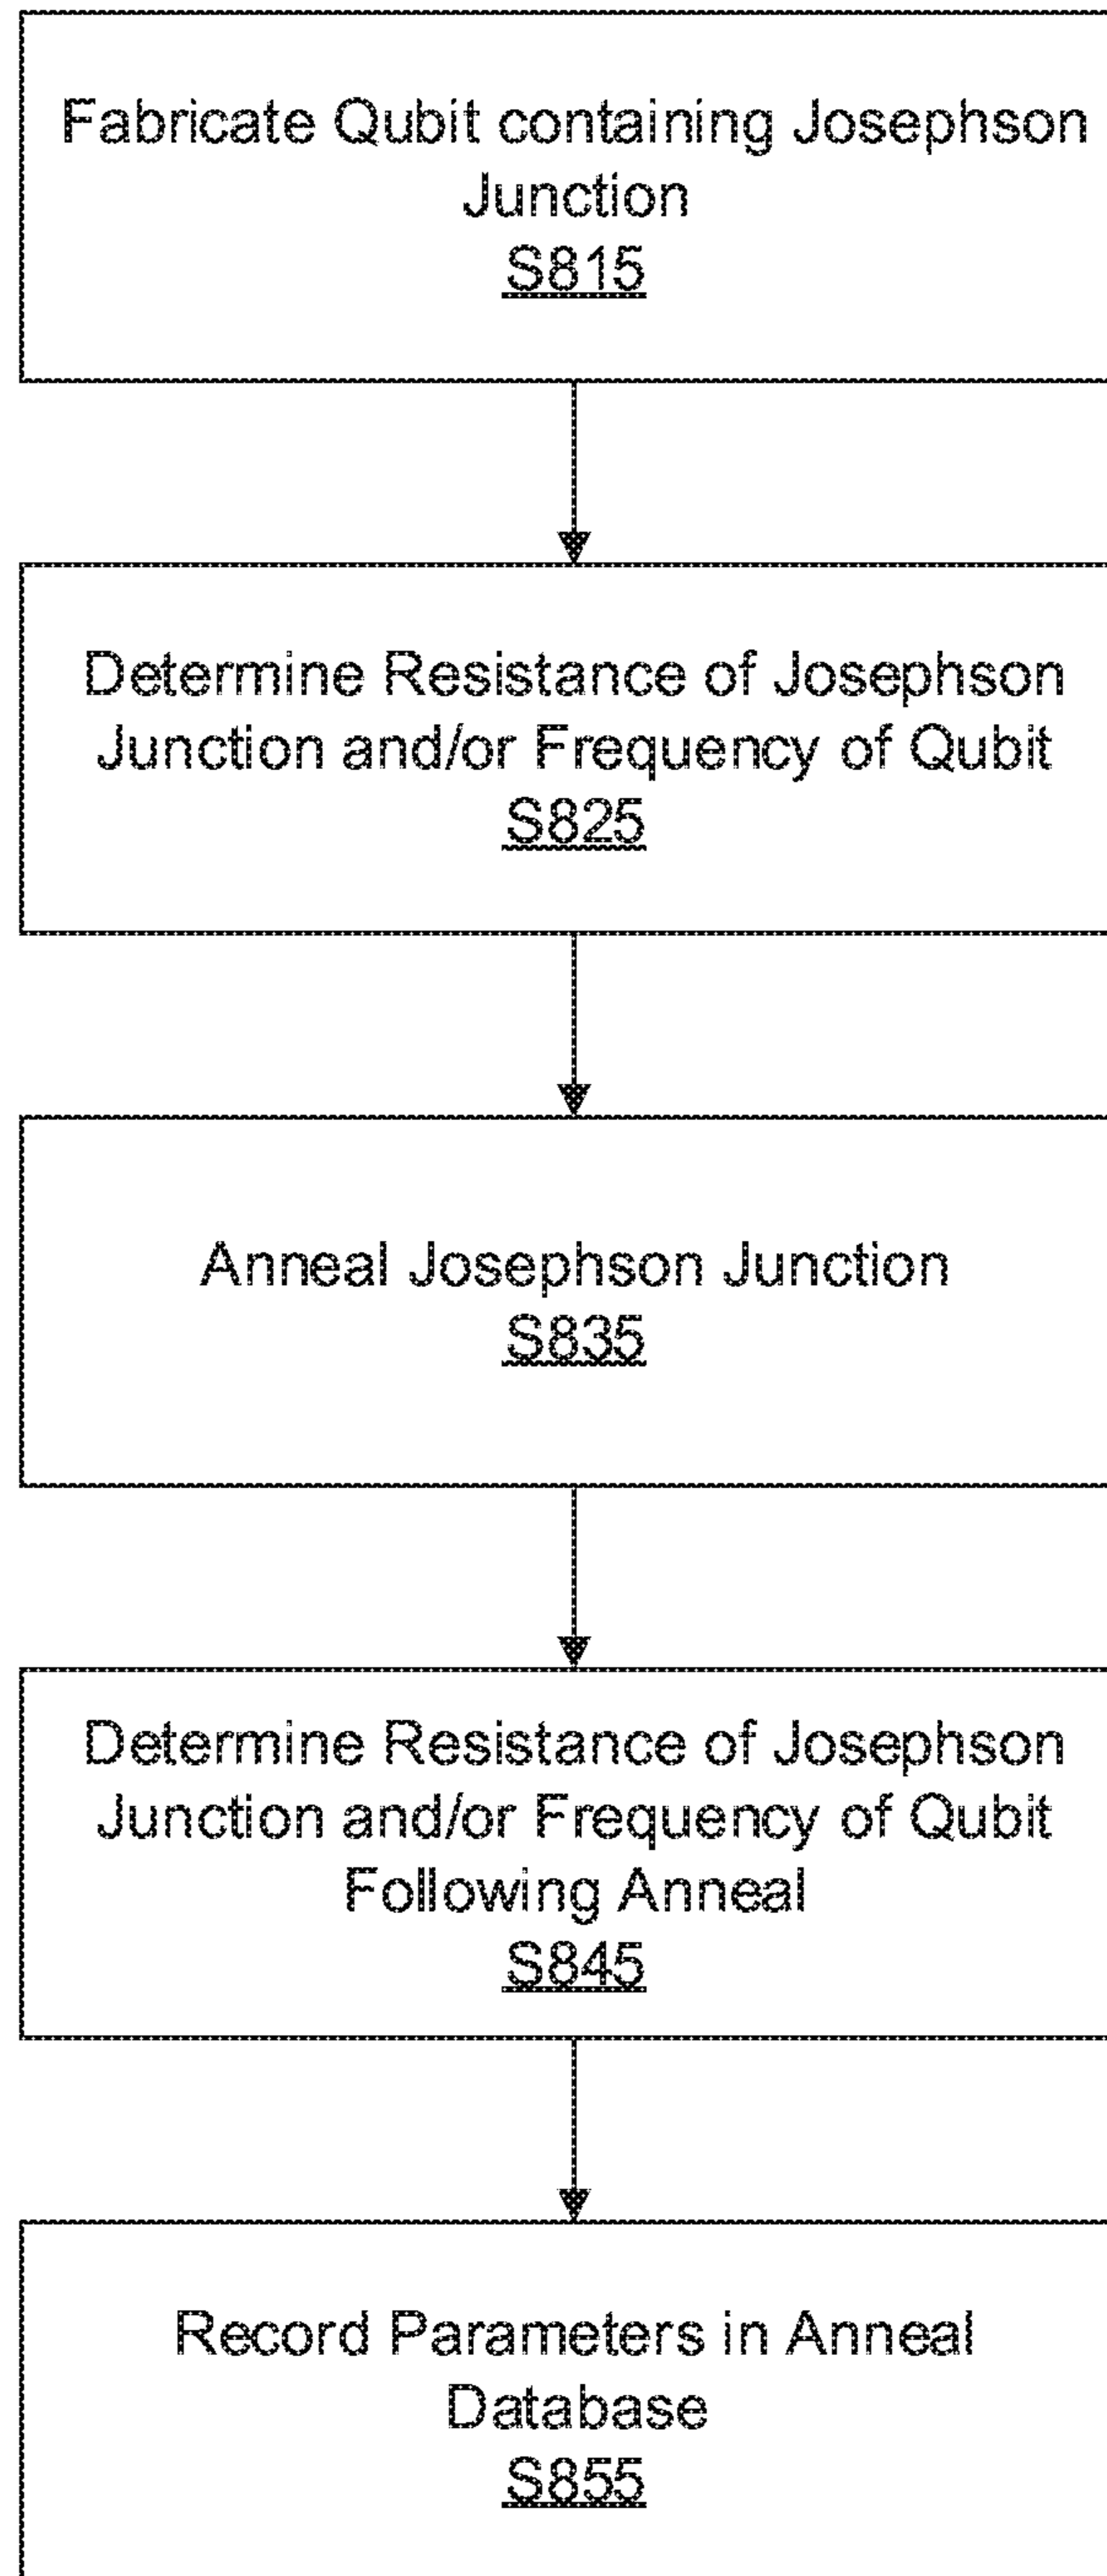 Fabricate Qubit containing Josephson
Junction
S815
Determine Resistance of Josephson
Junction and/or Frequency of Qubit
S825
Anneal Josephson Junction
S835
Determine Resistance of Josephson
Junction and/or Frequency of Qubit
Following Anneal
S845
Record Parameters in Anneal
Database
S855